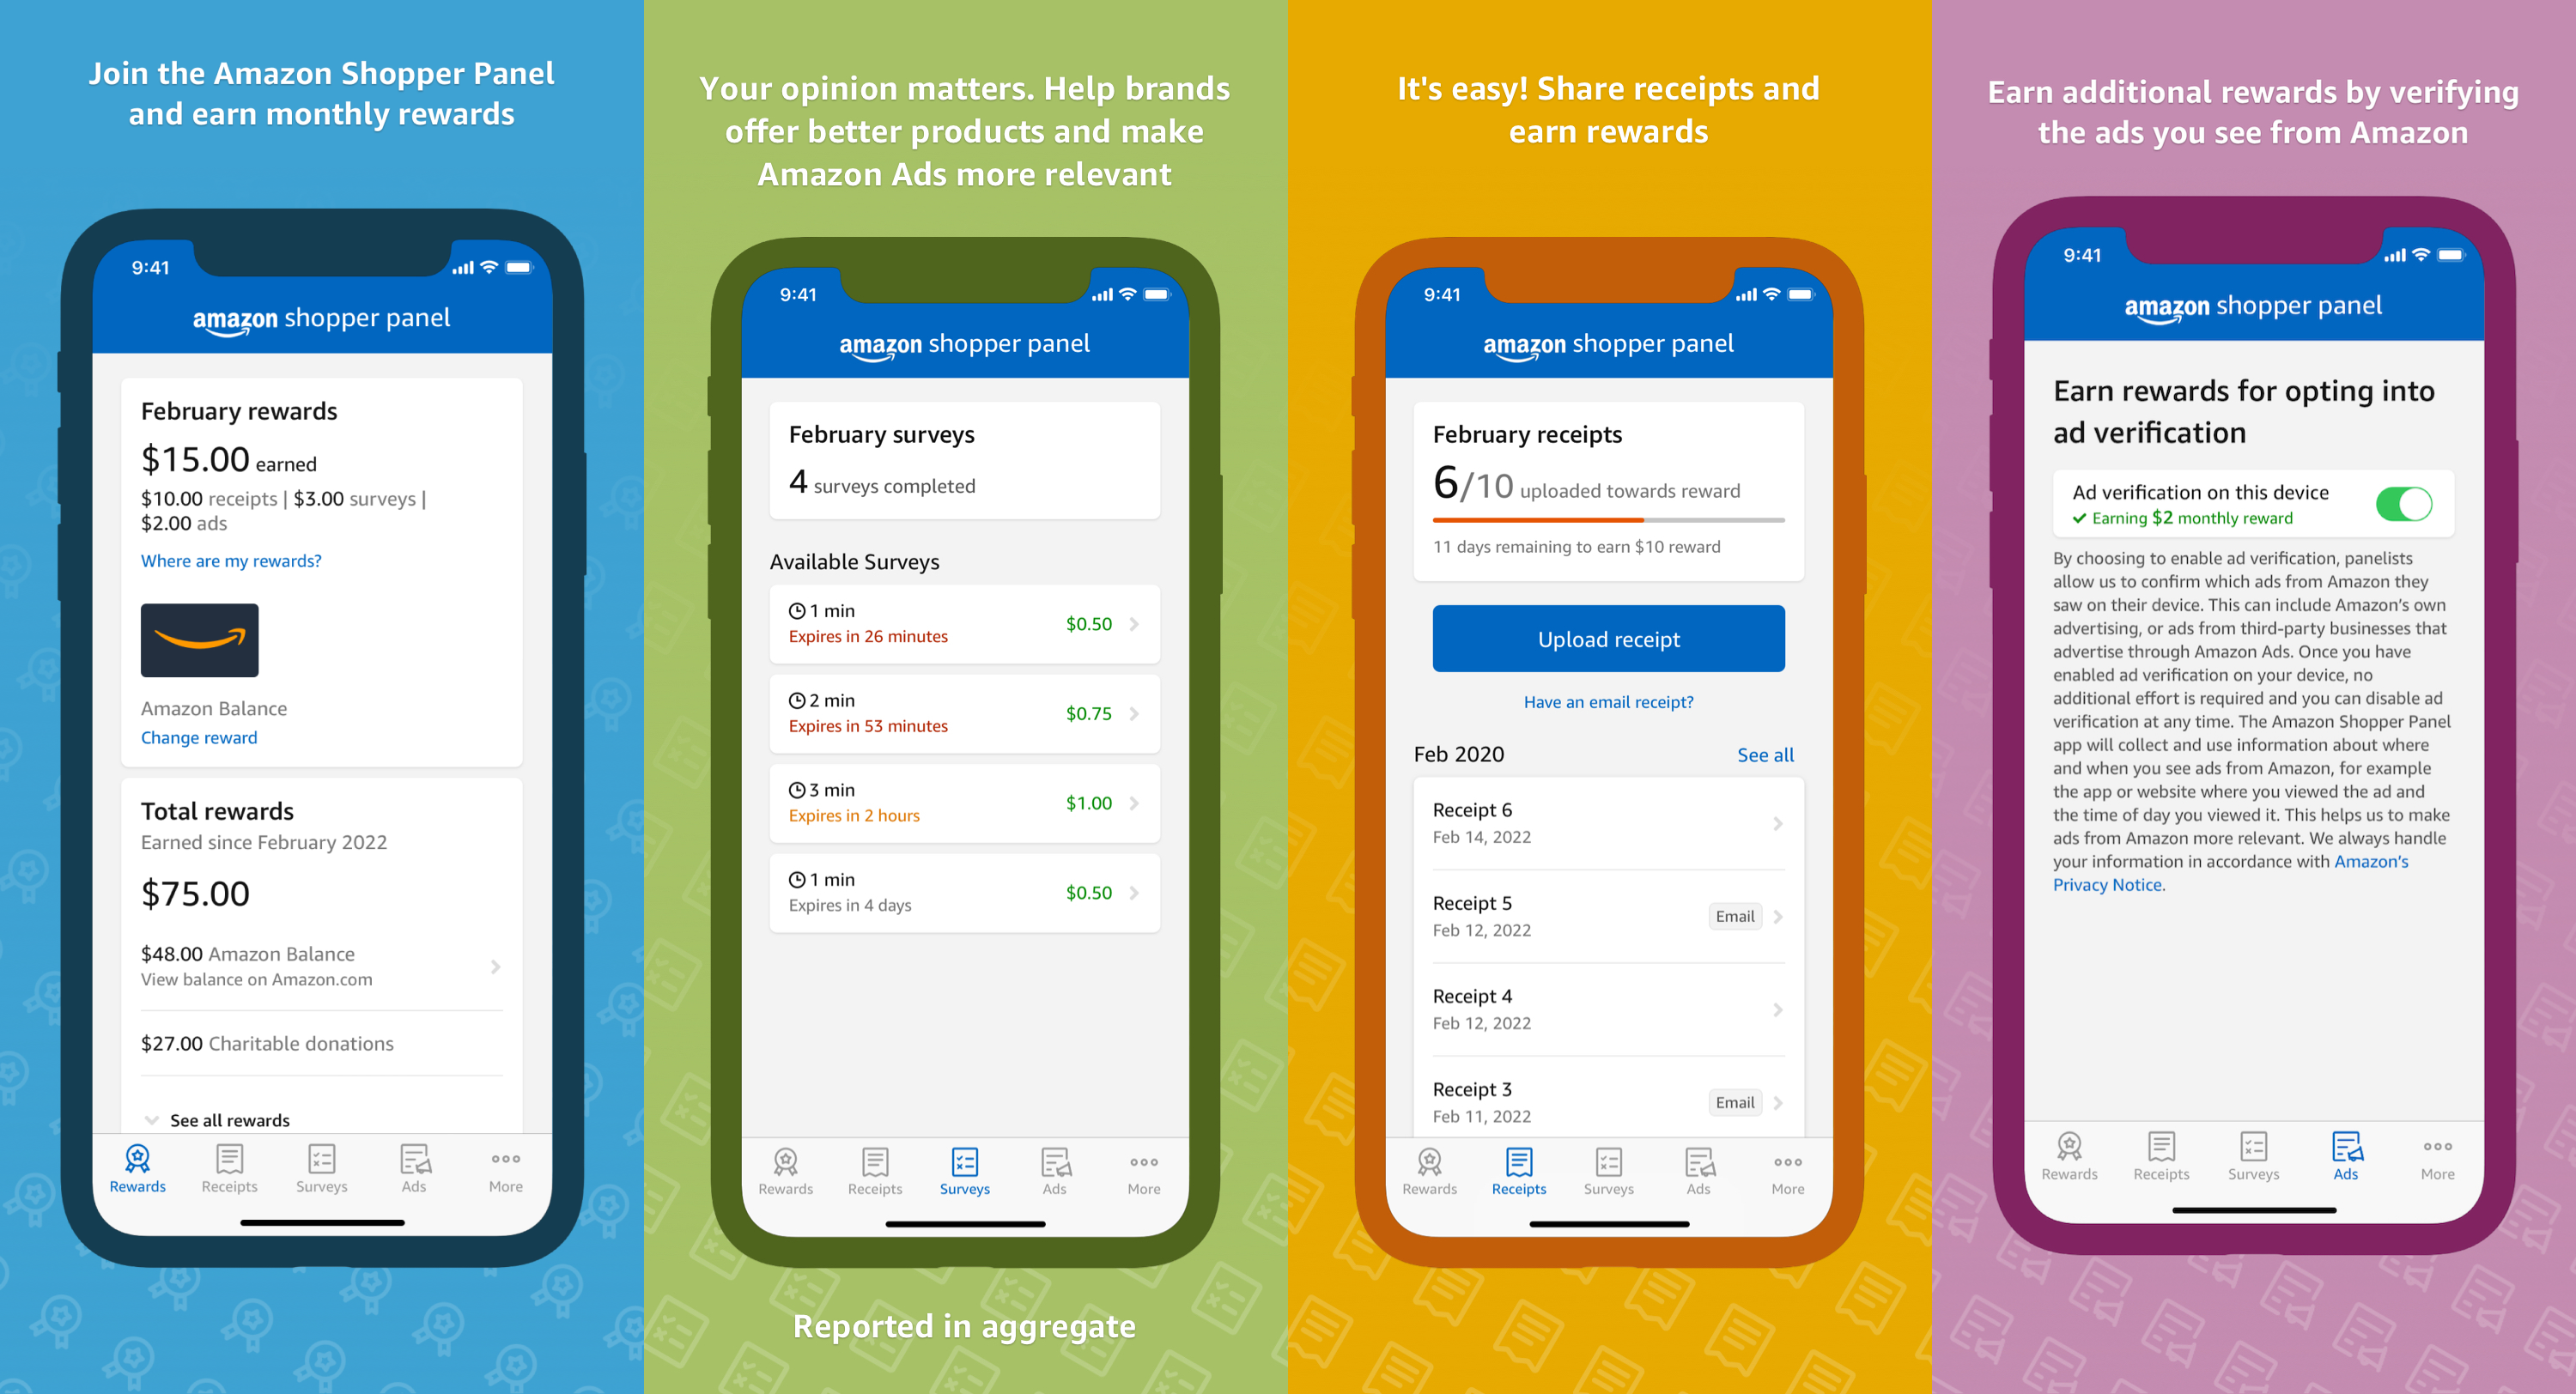 Join the Amazon Shopper Panel
and earn monthly rewards
9:41
amazon shopper panel
February rewards
$15.00 earned
$10.00 receipts | $3.00 surveys |
$2.00 ads
Where are my rewards?
Amazon Balance
Change reward
Total rewards
Earned since February 2022
$75.00
$48.00 Amazon Balance
View balance on Amazon.com
$27.00 Charitable donations
See all rewards
Rewards Receipts Surveys Ads More
Your opinion matters. Help brands
offer better products and make
Amazon Ads more relevant
9:41
amazon shopper panel
February surveys
4 surveys completed
Available Surveys
1 min
Expires in 26 minutes
$0.50
2 min
Expires in 53 minutes
$0.75
3 min
Expires in 2 hours
$1.00
1 min
Expires in 4 days
$0.50
Rewards Receipts Surveys Ads More
Reported in aggregate
It's easy! Share receipts and
earn rewards
9:41
amazon shopper panel
February receipts
6/10 uploaded towards reward
11 days remaining to earn $10 reward
Upload receipt
Have an email receipt?
Feb 2020 See all
Receipt 6
Feb 14, 2022
Receipt 5
Feb 12, 2022
Email
Receipt 4
Feb 12, 2022
Receipt 3
Feb 11, 2022
Email
Rewards Receipts Surveys Ads More
Earn additional rewards by verifying
the ads you see from Amazon
9:41
amazon shopper panel
Earn rewards for opting into
ad verification
Ad verification on this device
✓ Earning $2 monthly reward
By choosing to enable ad verification, panelists
allow us to confirm which ads from Amazon they
saw on their device. This can include Amazon's own
advertising, or ads from third-party businesses that
advertise through Amazon Ads. Once you have
enabled ad verification on your device, no
additional effort is required and you can disable ad
verification at any time. The Amazon Shopper Panel
app will collect and use information about where
and when you see ads from Amazon, for example
the app or website where you viewed the ad and
the time of day you viewed it. This helps us to make
ads from Amazon more relevant. We always handle
your information in accordance with Amazon's
Privacy Notice.
Rewards Receipts Surveys Ads More